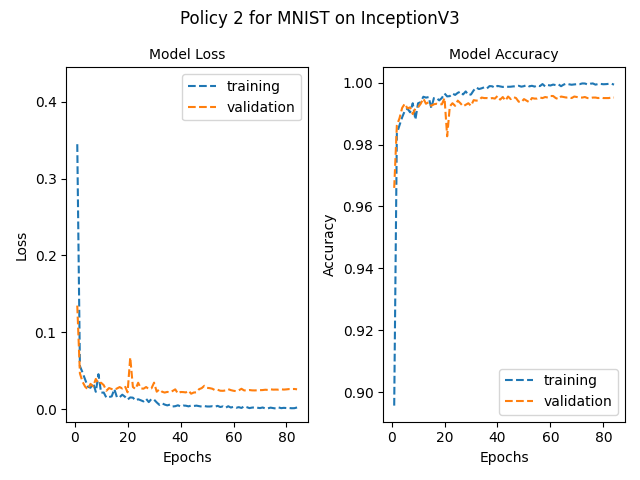 Policy 2 for MNIST on InceptionV3
Model Loss
training
validation
0.4
0.3
0.2
0.1
0.0
Loss
0 20 40 60 80
Epochs
Model Accuracy
1.00
0.98
0.96
0.94
0.92
0.90
Accuracy
training
validation
0 20 40 60 80
Epochs